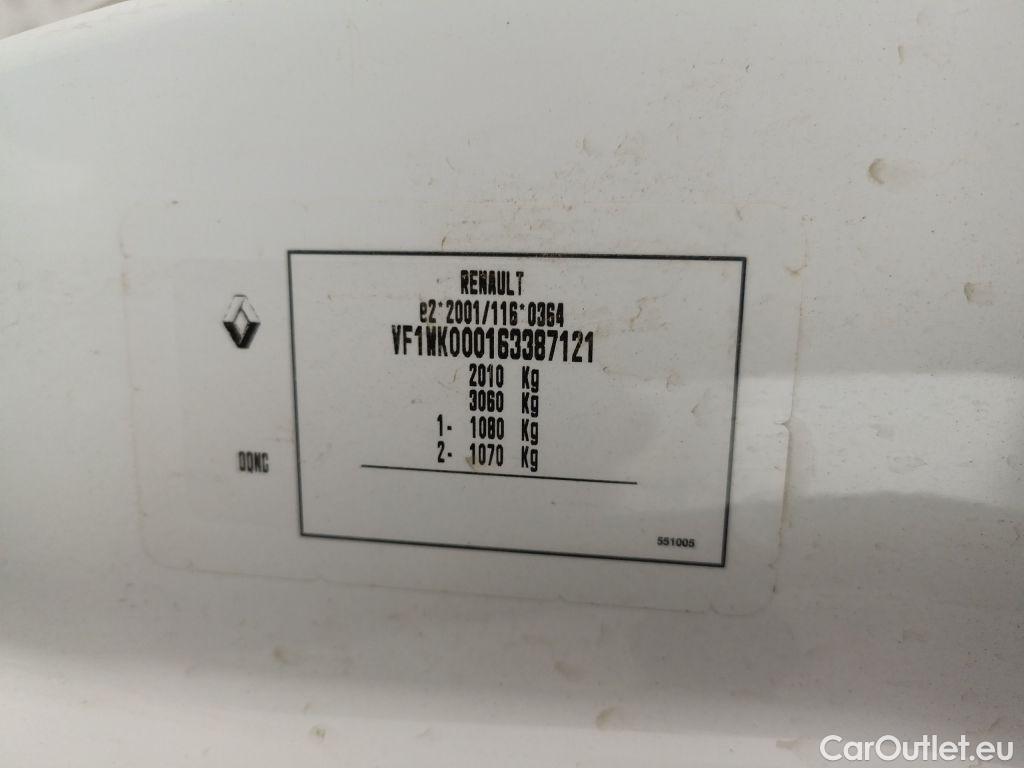 RENAULT
e2*2001/116*0364
VF1WK000163387121
2010 Kg
3060 Kg
1- 1080 Kg
2- 1070 Kg
551005
CarOutlet.eu